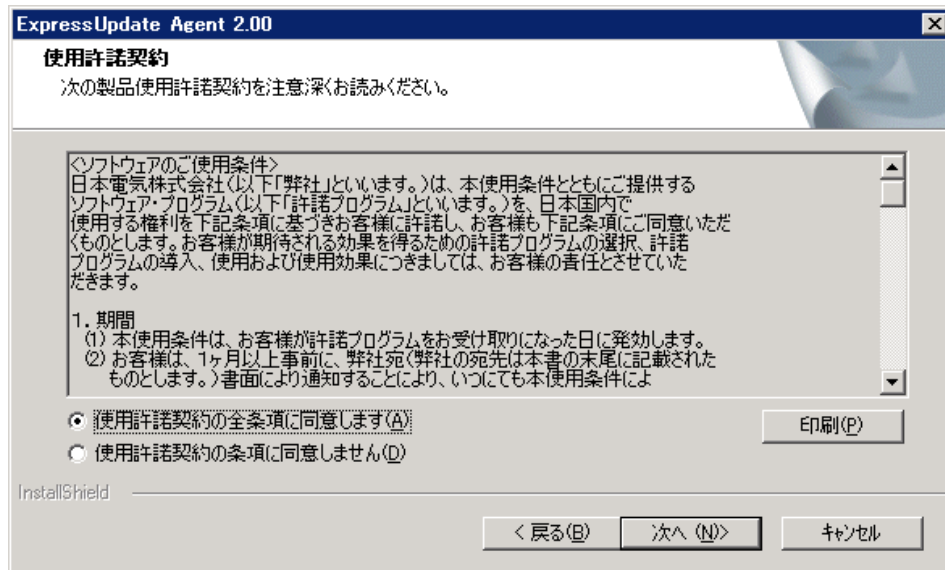 ExpressUpdate Agent 2.00
使用許諾契約
次の製品使用許諾契約を注意深くお読みください。
<ソフトウェアのご使用条件>
日本電気株式会社(以下「弊社」といいます。)は、本使用条件とともにご提供する
ソフトウェア・プログラム(以下「許諾プログラム」といいます。)を、日本国内で
使用する権利を下記条項に基づきお客様に許諾し、お客様も下記条項にご同意いただ
くものとします。お客様が期待される効果を得るための許諾プログラムの選択、許諾
プログラムの導入、使用および使用効果につきましては、お客様の責任とさせていた
だきます。
1. 期間
(1) 本使用条件は、お客様が許諾プログラムをお受け取りになった日に発効します。
(2) お客様は、1ヶ月以上事前に、弊社宛(弊社の宛先は本書の末尾に記載された
ものとします。)書面により通知することにより、いつにても本使用条件によ
使用許諾契約の全条項に同意します(A)
印刷(P)
使用許諾契約の条項に同意しません(D)
InstallShield
< 戻る(B)
次へ (N)>
キャンセル